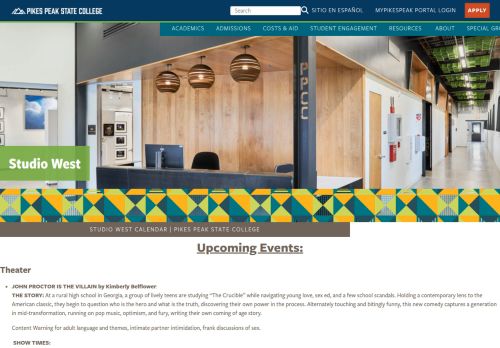 PIKES PEAK STATE COLLEGE
Search
SITIO EN ESPAÑOL
MYPIKESPEAK PORTAL LOGIN
APPLY
ACADEMICS
ADMISSIONS
COSTS & AID
STUDENT ENGAGEMENT
RESOURCES
ABOUT
SPECIAL GR
PPCC
Studio West
STUDIO WEST CALENDAR | PIKES PEAK STATE COLLEGE
Upcoming Events:
Theater
JOHN PROCTOR IS THE VILLAIN by Kimberly Belflower
THE STORY: At a rural high school in Georgia, a group of lively teens are studying "The Crucible" while navigating young love, sex ed, and a few school scandals. Holding a contemporary lens to the
American classic, they begin to question who is the hero and what is the truth, discovering their own power in the process. Alternately touching and bitingly funny, this new comedy captures a generation
in mid-transformation, running on pop music, optimism, and fury, writing their own coming of age story.
Content Warning for adult language and themes, intimate partner intimidation, frank discussions of sex.
SHOW TIMES: